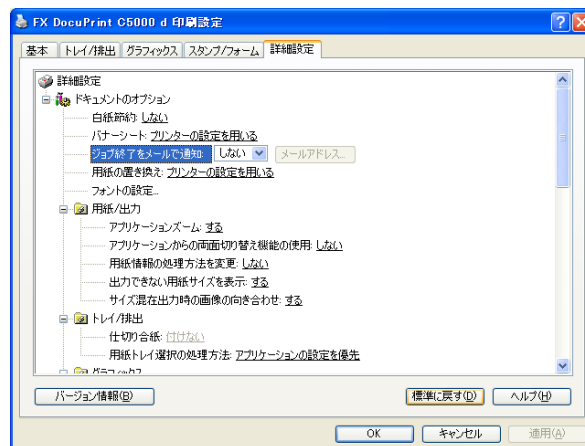 FX DocuPrint C5000 d 印刷設定
基本 トレイ/排出 グラフィックス スタンプ/フォーム 詳細設定
詳細設定
ドキュメントのオプション
白紙節約: しない
バナーシート: プリンターの設定を用いる
ジョブ終了をメールで通知: しない メールアドレス...
用紙の置き換え: プリンターの設定を用いる
フォントの設定...
用紙/出力
アプリケーションズーム: する
アプリケーションからの両面切り替え機能の使用: しない
用紙情報の処理方法を変更: しない
出力できない用紙サイズを表示: する
サイズ混在出力時の画像の向き合わせ: する
トレイ/排出
仕切り合紙: 付けない
用紙トレイ選択の処理方法: アプリケーションの設定を優先
グラフィックス
バージョン情報(B) 標準に戻す(D) ヘルプ(H)
OK キャンセル 適用(A)